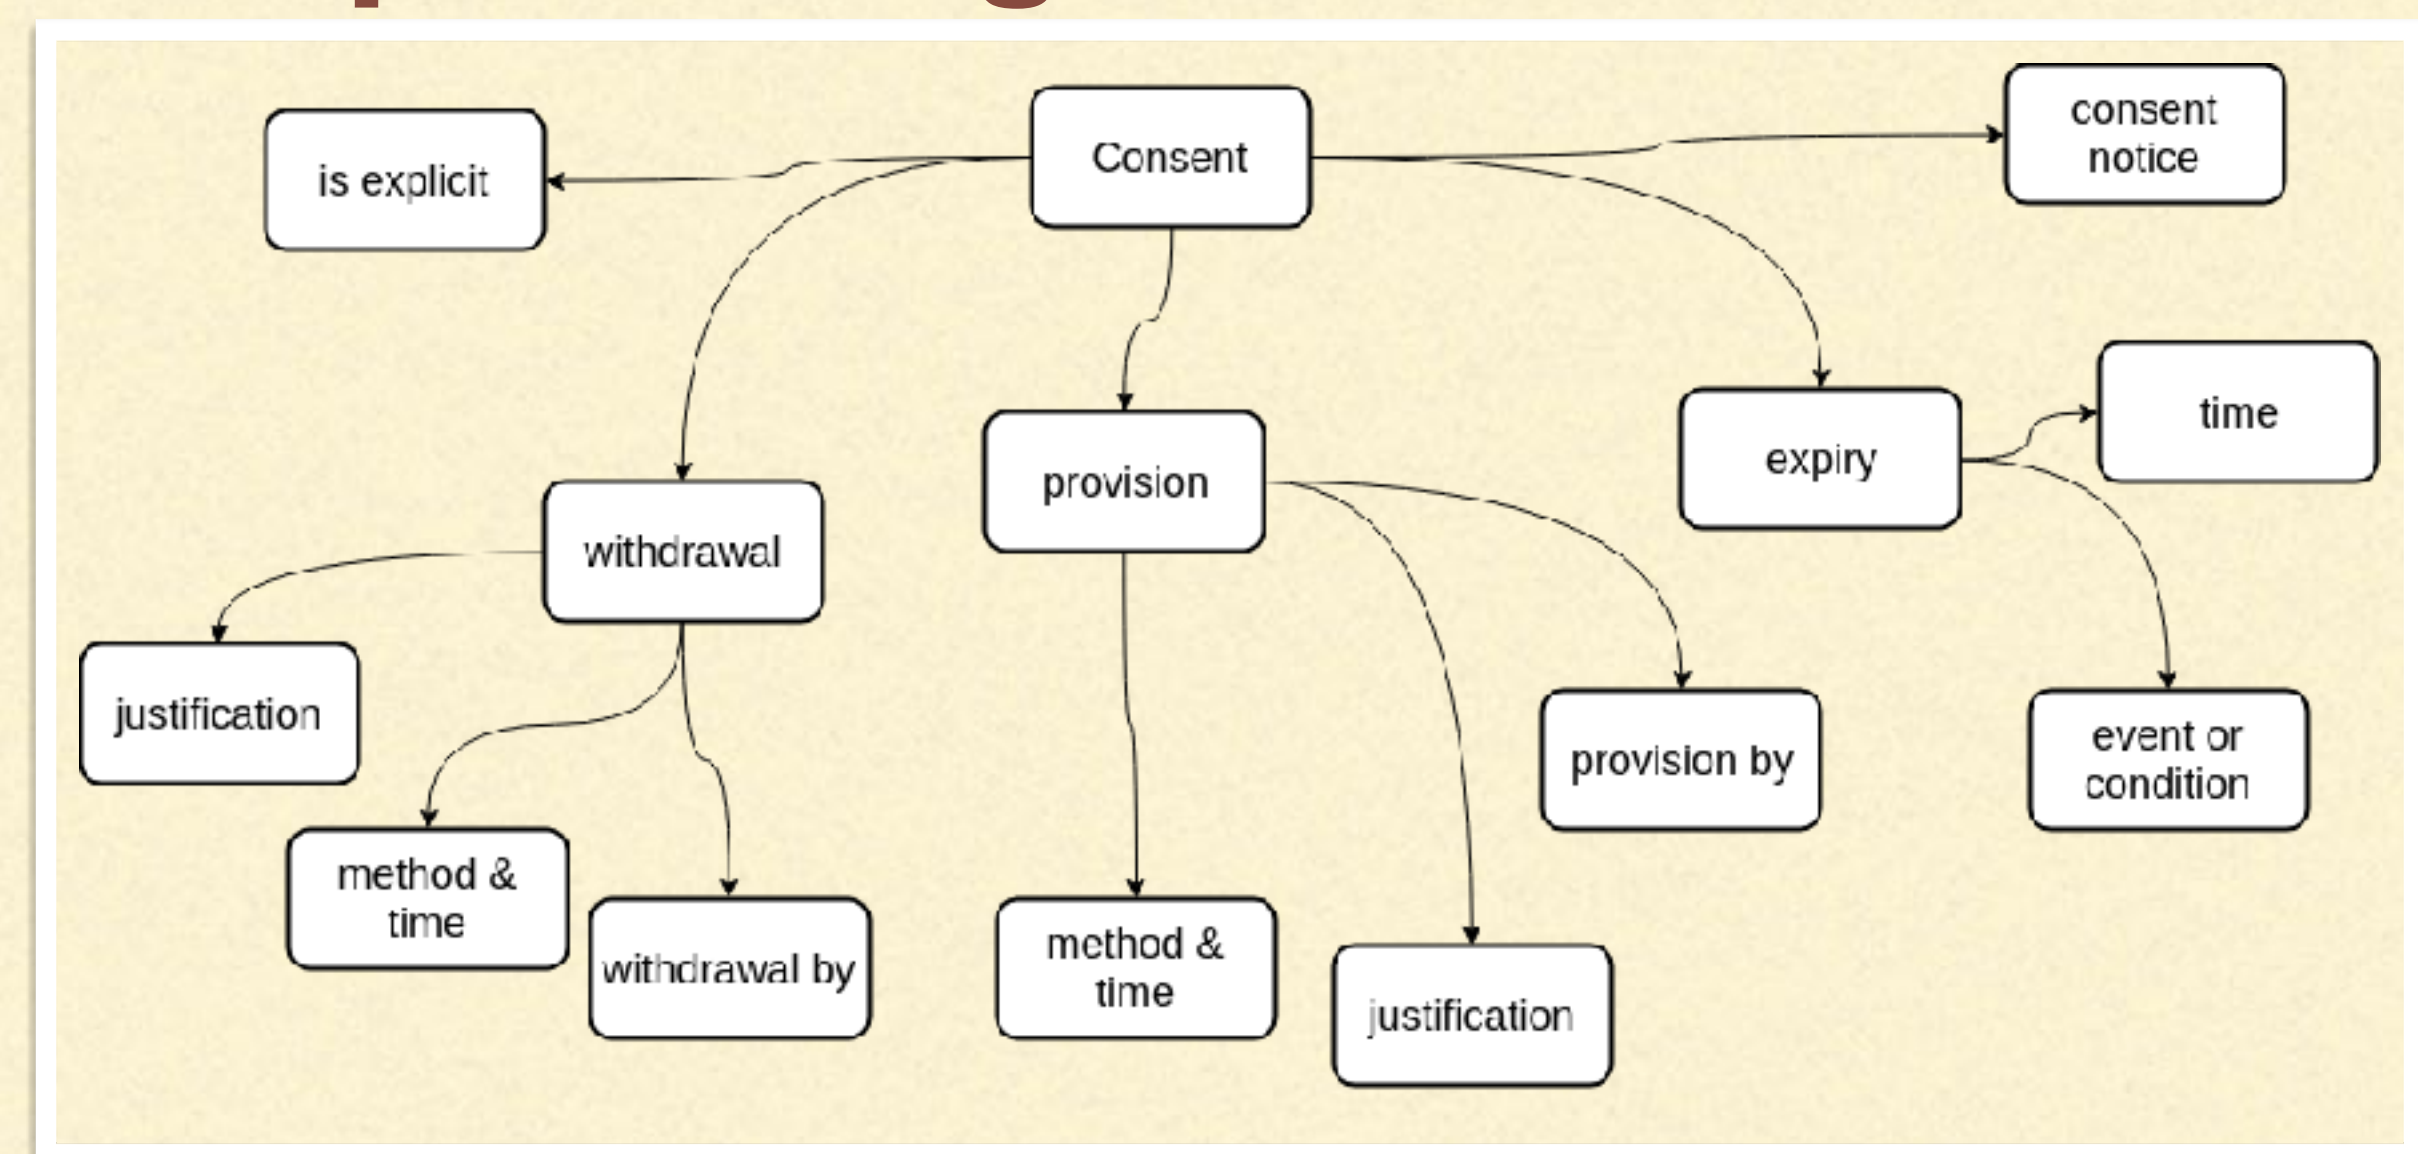 Consent
consent
notice
is explicit
time
expiry
provision
withdrawal
justification
provision by
event or
condition
method &
time
withdrawal by
method &
time
justification